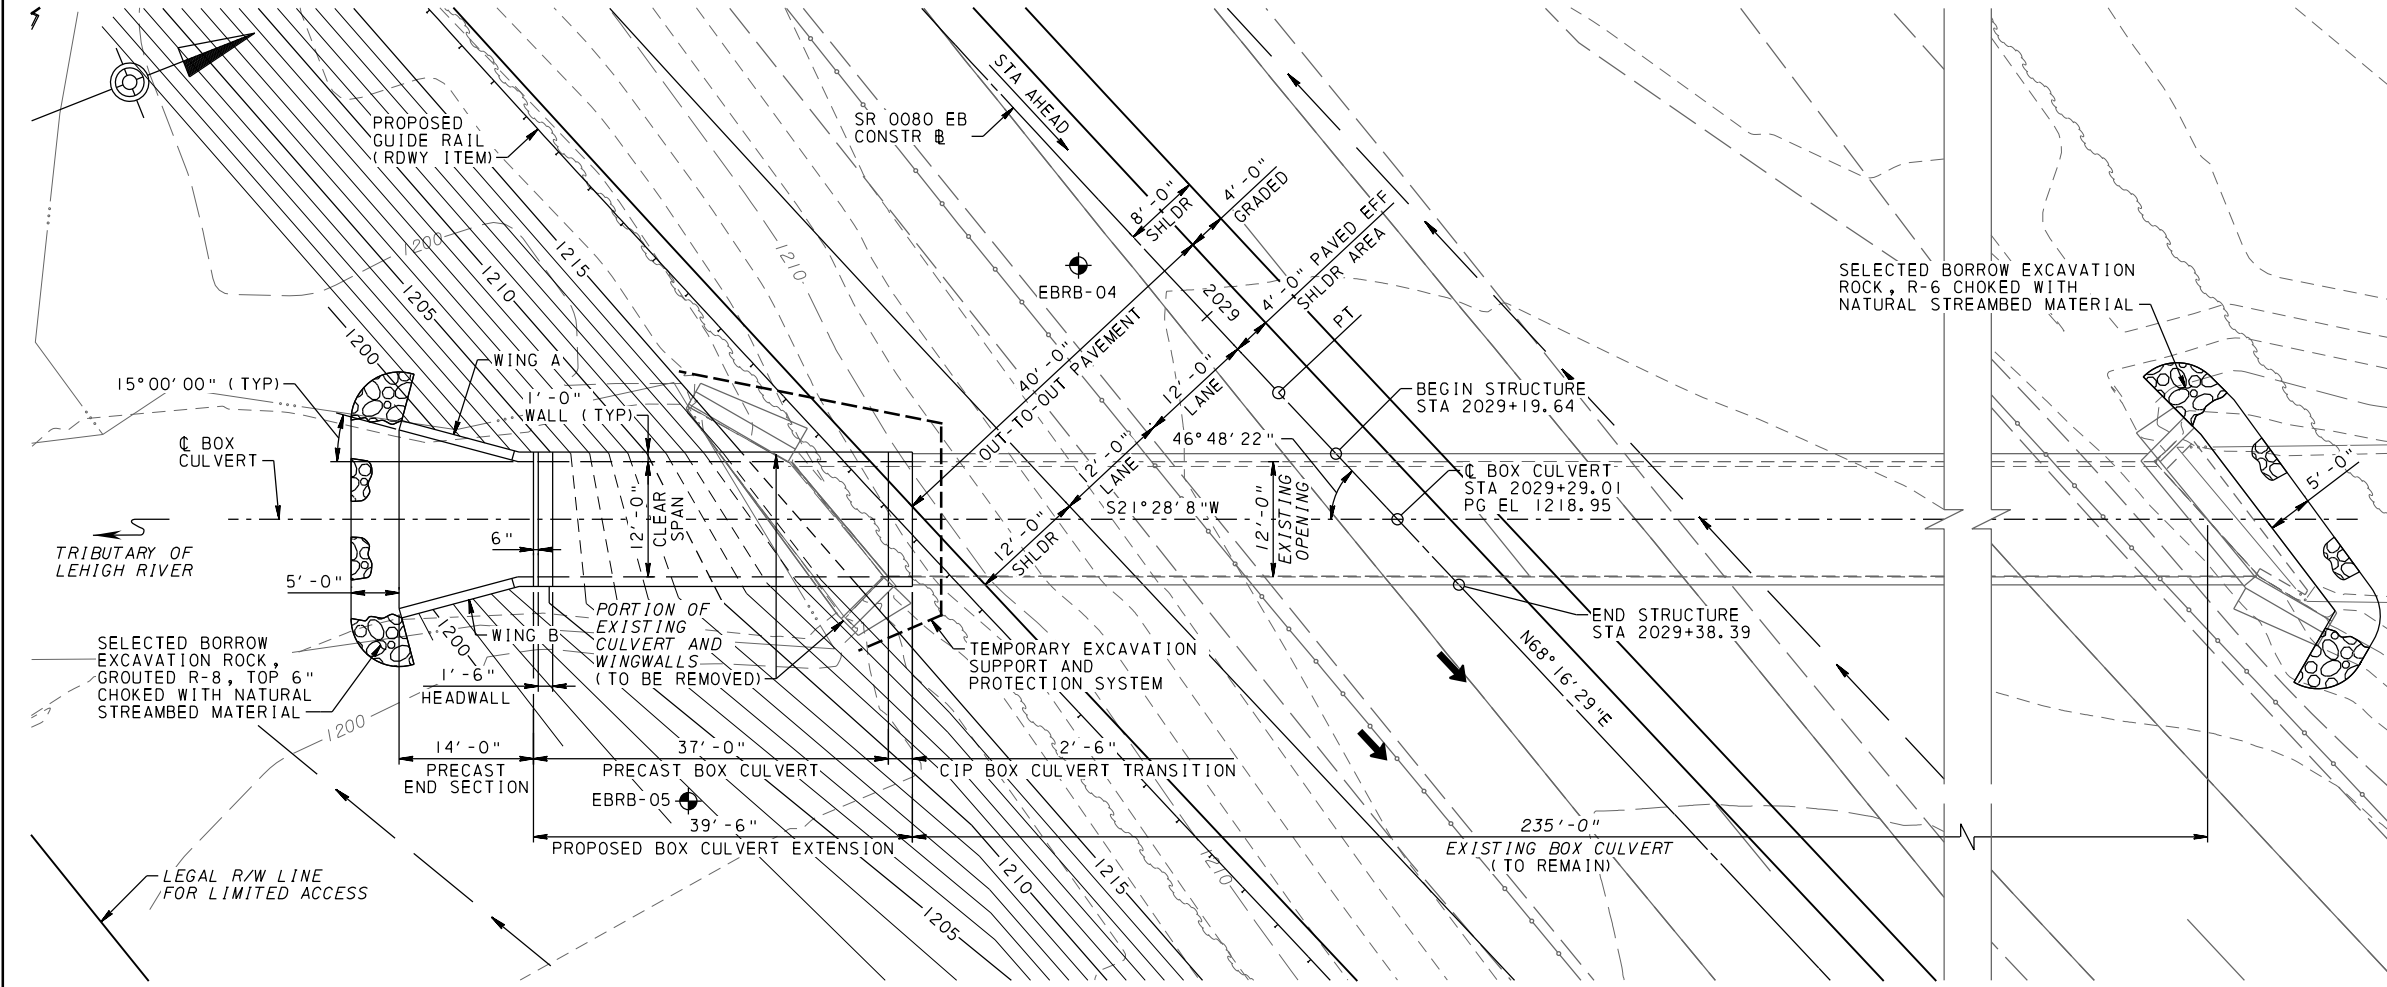 PROPOSED
GUIDE RAIL
(RDWY ITEM)
SR 0080 EB
CONSTR ⅊
STA AHEAD
8'-0"
SHLDR
4'-0"
GRADED
4'-0" PAVED EFF
SHLDR AREA
1200
1215
1210
1205
1200
1210
EBRB-04
2029
PT
SELECTED BORROW EXCAVATION
ROCK, R-6 CHOKED WITH
NATURAL STREAMBED MATERIAL
40'-0"
OUT-TO-OUT PAVEMENT
12'-0"
LANE
12'-0"
LANE
12'-0"
SHLDR
WING A
15°00'00" (TYP)
1'-0"
WALL (TYP)
℄ BOX
CULVERT
BEGIN STRUCTURE
STA 2029+19.64
46°48'22"
℄ BOX CULVERT
STA 2029+29.01
PG EL 1218.95
S21°28'8"W
12'-0"
EXISTING
OPENING
12'-0"
CLEAR
SPAN
6"
5'-0"
TRIBUTARY OF
LEHIGH RIVER
5'-0"
END STRUCTURE
STA 2029+38.39
N68°16'29"E
SELECTED BORROW
EXCAVATION ROCK,
GROUTED R-8, TOP 6"
CHOKED WITH NATURAL
STREAMBED MATERIAL
1200
WING B
1'-6"
HEADWALL
PORTION OF
EXISTING
CULVERT AND
WINGWALLS
(TO BE REMOVED)
TEMPORARY EXCAVATION
SUPPORT AND
PROTECTION SYSTEM
1200
14'-0"
PRECAST
END SECTION
37'-0"
PRECAST BOX CULVERT
2'-6"
CIP BOX CULVERT TRANSITION
EBRB-05
39'-6"
PROPOSED BOX CULVERT EXTENSION
235'-0"
EXISTING BOX CULVERT
(TO REMAIN)
LEGAL R/W LINE
FOR LIMITED ACCESS
1205
1210
1215
1210